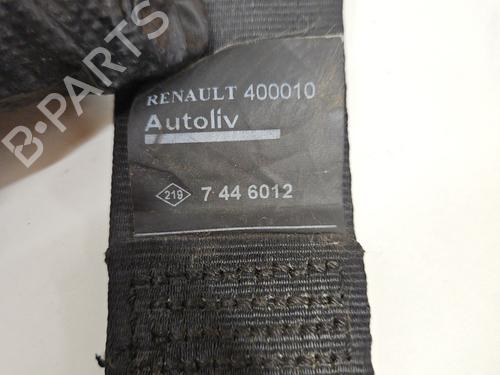 RENAULT 400010
Autoliv
219 7 44 6012
B-PARTS